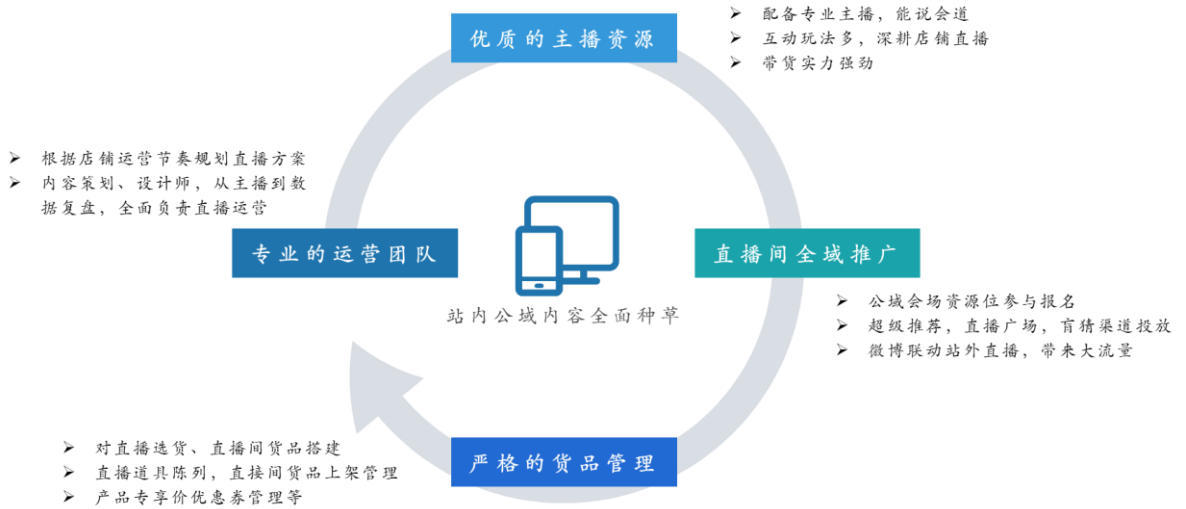 优质的主播资源
配备专业主播，能说会道
互动玩法多，深耕店铺直播
带货实力强劲
根据店铺运营节奏规划直播方案
内容策划、设计师，从主播到数
据复盘，全面负责直播运营
专业的运营团队
直播间全域推广
站内公域内容全面种草
公域会场资源位参与报名
超级推荐，直播广场，肓猜渠道投放
微博联动站外直播，带来大流量
对直播选货、直播间货品搭建
直播道具陈列，直接间货品上架管理
产品专享价优惠券管理等
严格的货品管理